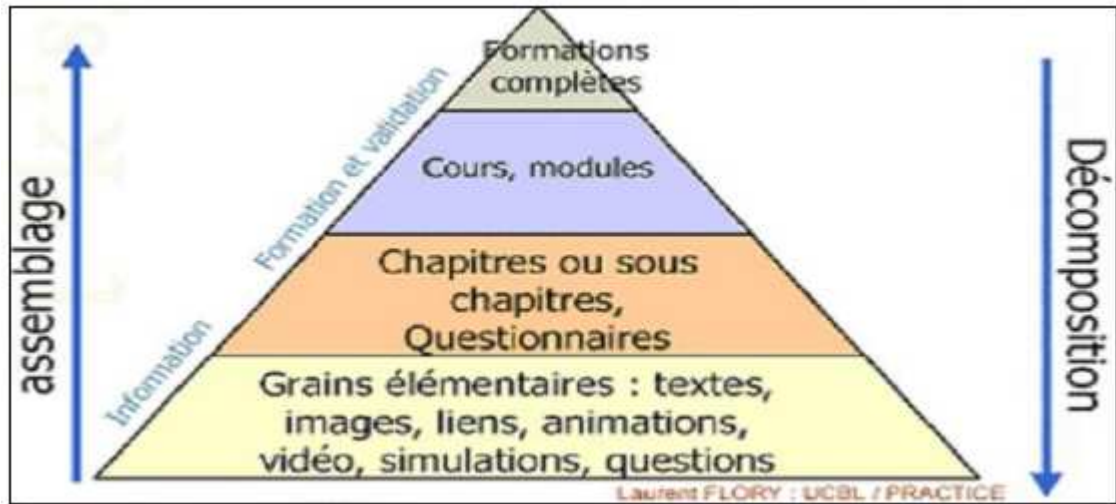 Formations
complètes
Cours, modules
Chapitres ou sous
chapitres,
Questionnaires
Grains élémentaires : textes,
images, liens, animations,
vidéo, simulations, questions
assemblage
Information
Formation et validation
Décomposition
Laurent FLORY : UCBL / PRACTICE